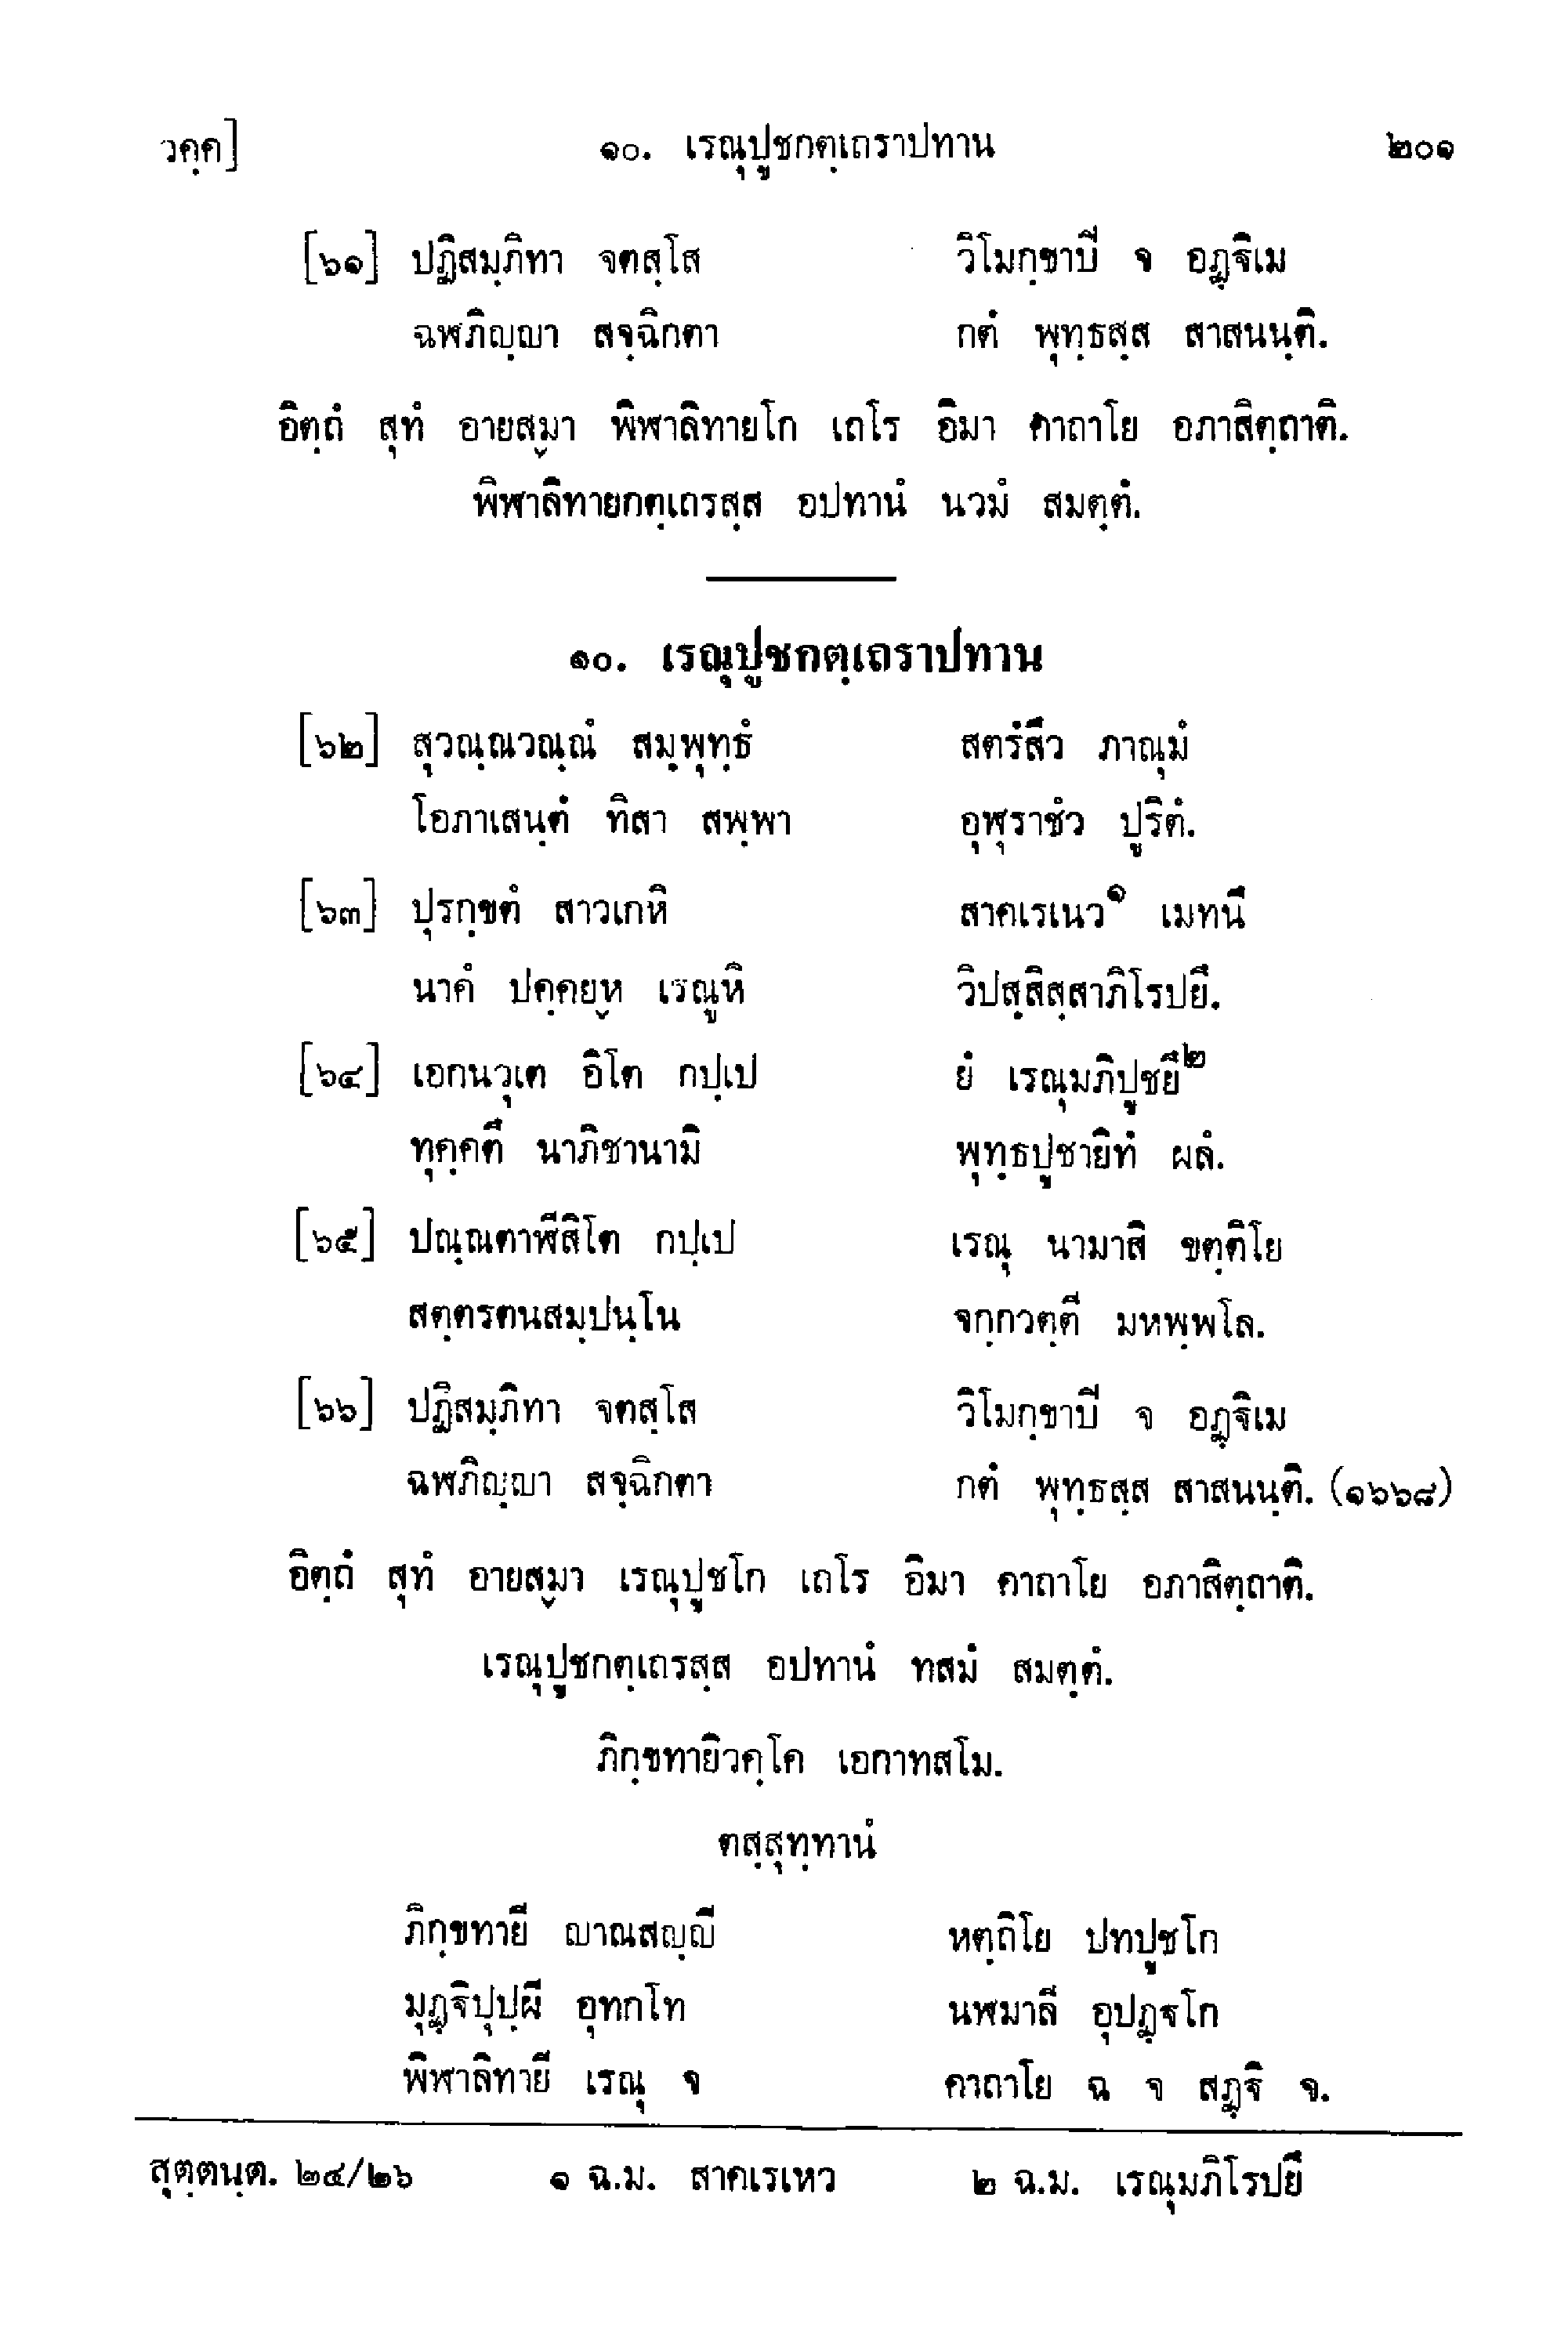 วคฺค] ๑๐. เรณุปูชกตฺเถราปทาน ๒๐๑
[๖๑] ปฏิสมฺภิทา จตสฺโส วิโมกฺขาปี จ อฏฺฐิเม
ฉฬภิญฺญา สจฺฉิกตา กตํ พุทฺธสฺส สาสนนฺติ.
อิตฺถํ สุทํ อายสฺมา พิฬาลิทายโก เถโร อิมา คาถาโย อภาสิตฺถาติ.
พิฬาลิทายกตฺเถรสฺส อปทานํ นวมํ สมตฺตํ.
๑๐. เรณุปูชกตฺเถราปทาน
[๖๒] สุวณฺณวณฺณํ สมฺพุทฺธํ สตรํสึว ภาณุมํ
โอภาเสนฺตํ ทิสา สพฺพา อุฬุราชํว ปูริตํ.
[๖๓] ปุรกฺขตํ สาวเกหิ สาคเรเนว๑ เมทนึ
นาคํ ปคฺคยฺห เรณูหิ วิปสฺสิสฺสาภิโรปยึ.
[๖๔] เอกนวุเต อิโต กปฺเป ยํ เรณุมภิปูชยึ๒
ทุคฺคตึ นาภิชานามิ พุทฺธปูชายิทํ ผลํ.
[๖๕] ปณฺณตาฬีสิโต กปฺเป เรณุ นามาสิ ขตฺติโย
สตฺตรตนสมฺปนฺโน จกฺกวตฺตี มหพฺพโล.
[๖๖] ปฏิสมฺภิทา จตสฺโส วิโมกฺขาปี จ อฏฺฐิเม
ฉฬภิญฺญา สจฺฉิกตา กตํ พุทฺธสฺส สาสนนฺติ. (๑๖๖๘)
อิตฺถํ สุทํ อายสฺมา เรณุปูชโก เถโร อิมา คาถาโย อภาสิตฺถาติ.
เรณุปูชกตฺเถรสฺส อปทานํ ทสมํ สมตฺตํ.
ภิกฺขทายิวคฺโค เอกาทสโม.
ตสฺสุทฺทานํ
ภิกฺขทายี ญาณสญฺญี หตฺถิโย ปทปูชโก
มุฏฺฐิปุปฺผี อุทกโท นฬมาลี อุปฏฺฐโก
พิฬาลิทายี เรณุ จ คาถาโย ฉ จ สฏฺฐิ จ.
สุตฺตนฺต. ๒๔/๒๖ ๑ ฉ.ม. สาคเรเหว ๒ ฉ.ม. เรณุมภิโรปยึ